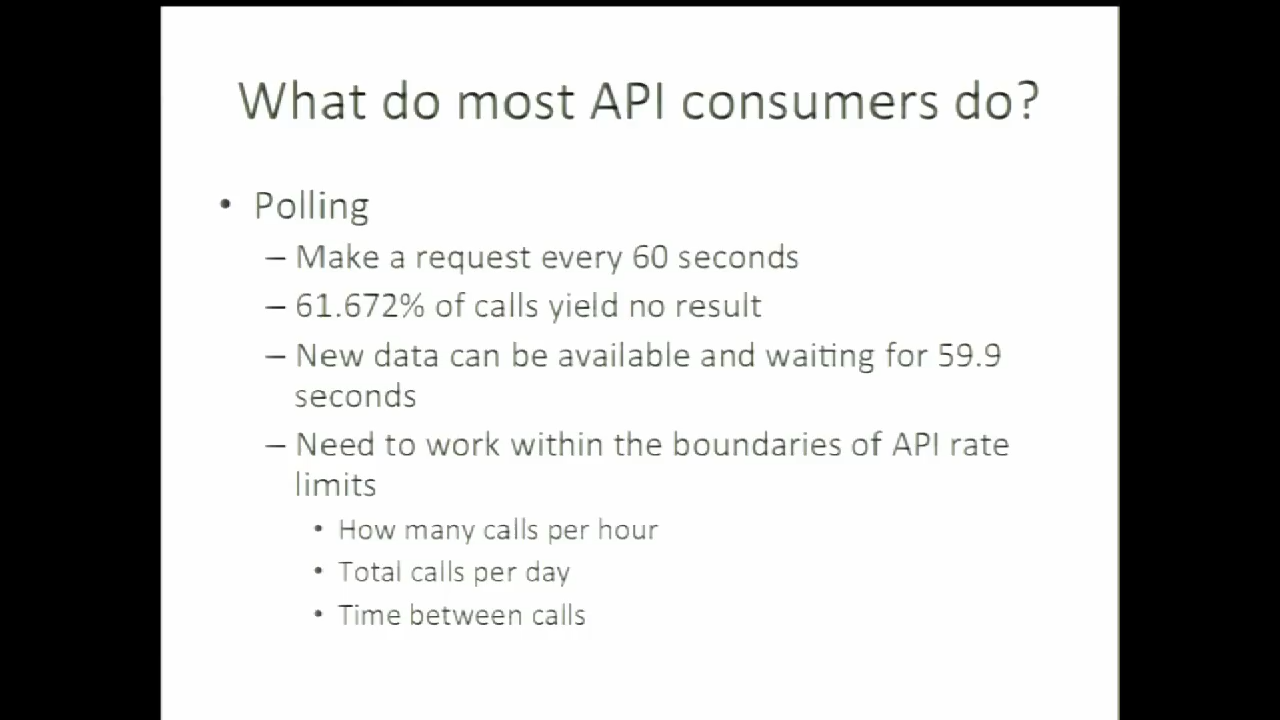 What do most API consumers do?
• Polling
– Make a request every 60 seconds
– 61.672% of calls yield no result
– New data can be available and waiting for 59.9
seconds
– Need to work within the boundaries of API rate
limits
• How many calls per hour
• Total calls per day
• Time between calls